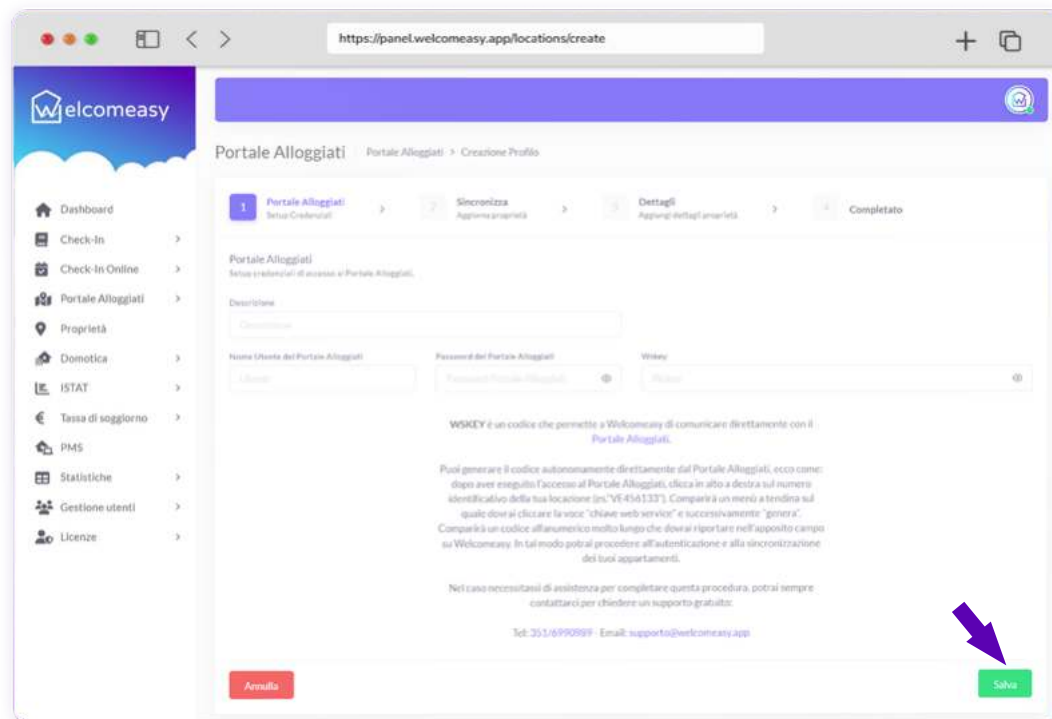 https://panel.welcomeasy.app/locations/create
Welcomeasy
Portale Alloggiati Portale Alloggiati > Creazione Profilo
1 Portale Alloggiati > 2 Sincronizza > 3 Dettagli > 4 Completato
Setup Credenziali Aggiorna proprietà Aggiungi dettagli proprietà
Dashboard
Check-In >
Check-In Online >
Portale Alloggiati >
Proprietà
Domotica >
ISTAT >
Tassa di soggiorno >
PMS
Statistiche >
Gestione utenti >
Licenze >
Portale Alloggiati
Setup credenziali di accesso al Portale Alloggiati.
Descrizione
Descrizione
Nome Utente del Portale Alloggiati Password del Portale Alloggiati Wskey
Utente Password Portale Alloggiati Wskey
WSKEY è un codice che permette a Welcomeasy di comunicare direttamente con il
Portale Alloggiati.
Puoi generare il codice autonomamente direttamente dal Portale Alloggiati, ecco come:
dopo aver eseguito l'accesso al Portale Alloggiati, clicca in alto a destra sul numero
identificativo della tua locazione (es."VE456133"). Comparirà un menù a tendina sul
quale dovrai cliccare la voce "chiave web service" e successivamente "genera".
Comparirà un codice alfanumerico molto lungo che dovrai riportare nell'apposito campo
su Welcomeasy. In tal modo potrai procedere all'autenticazione e alla sincronizzazione
dei tuoi appartamenti.
Nel caso necessitassi di assistenza per completare questa procedura, potrai sempre
contattarci per chiedere un supporto gratuito:
Tel: 351/6990989 - Email: supporto@welcomeasy.app
Annulla Salva